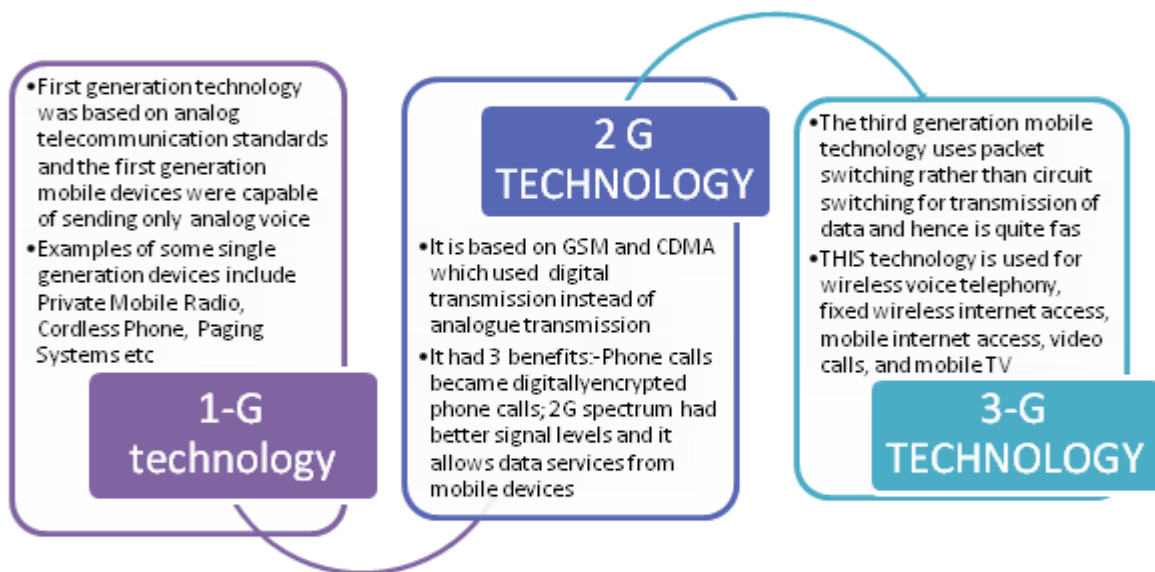 •First generation technology
was based on analog
telecommunication standards
and the first generation
mobile devices were capable
of sending only analog voice
•Examples of some single
generation devices include
Private Mobile Radio,
Cordless Phone, Paging
Systems etc
1-G
technology
2 G
TECHNOLOGY
•It is based on GSM and CDMA
which used digital
transmission instead of
analogue transmission
•It had 3 benefits:-Phone calls
became digitallyencrypted
phone calls; 2G spectrum had
better signal levels and it
allows data services from
mobile devices
•The third generation mobile
technology uses packet
switching rather than circuit
switching for transmission of
data and hence is quite fas
•THIS technology is used for
wireless voice telephony,
fixed wireless internet access,
mobile internet access, video
calls, and mobile TV
3-G
TECHNOLOGY